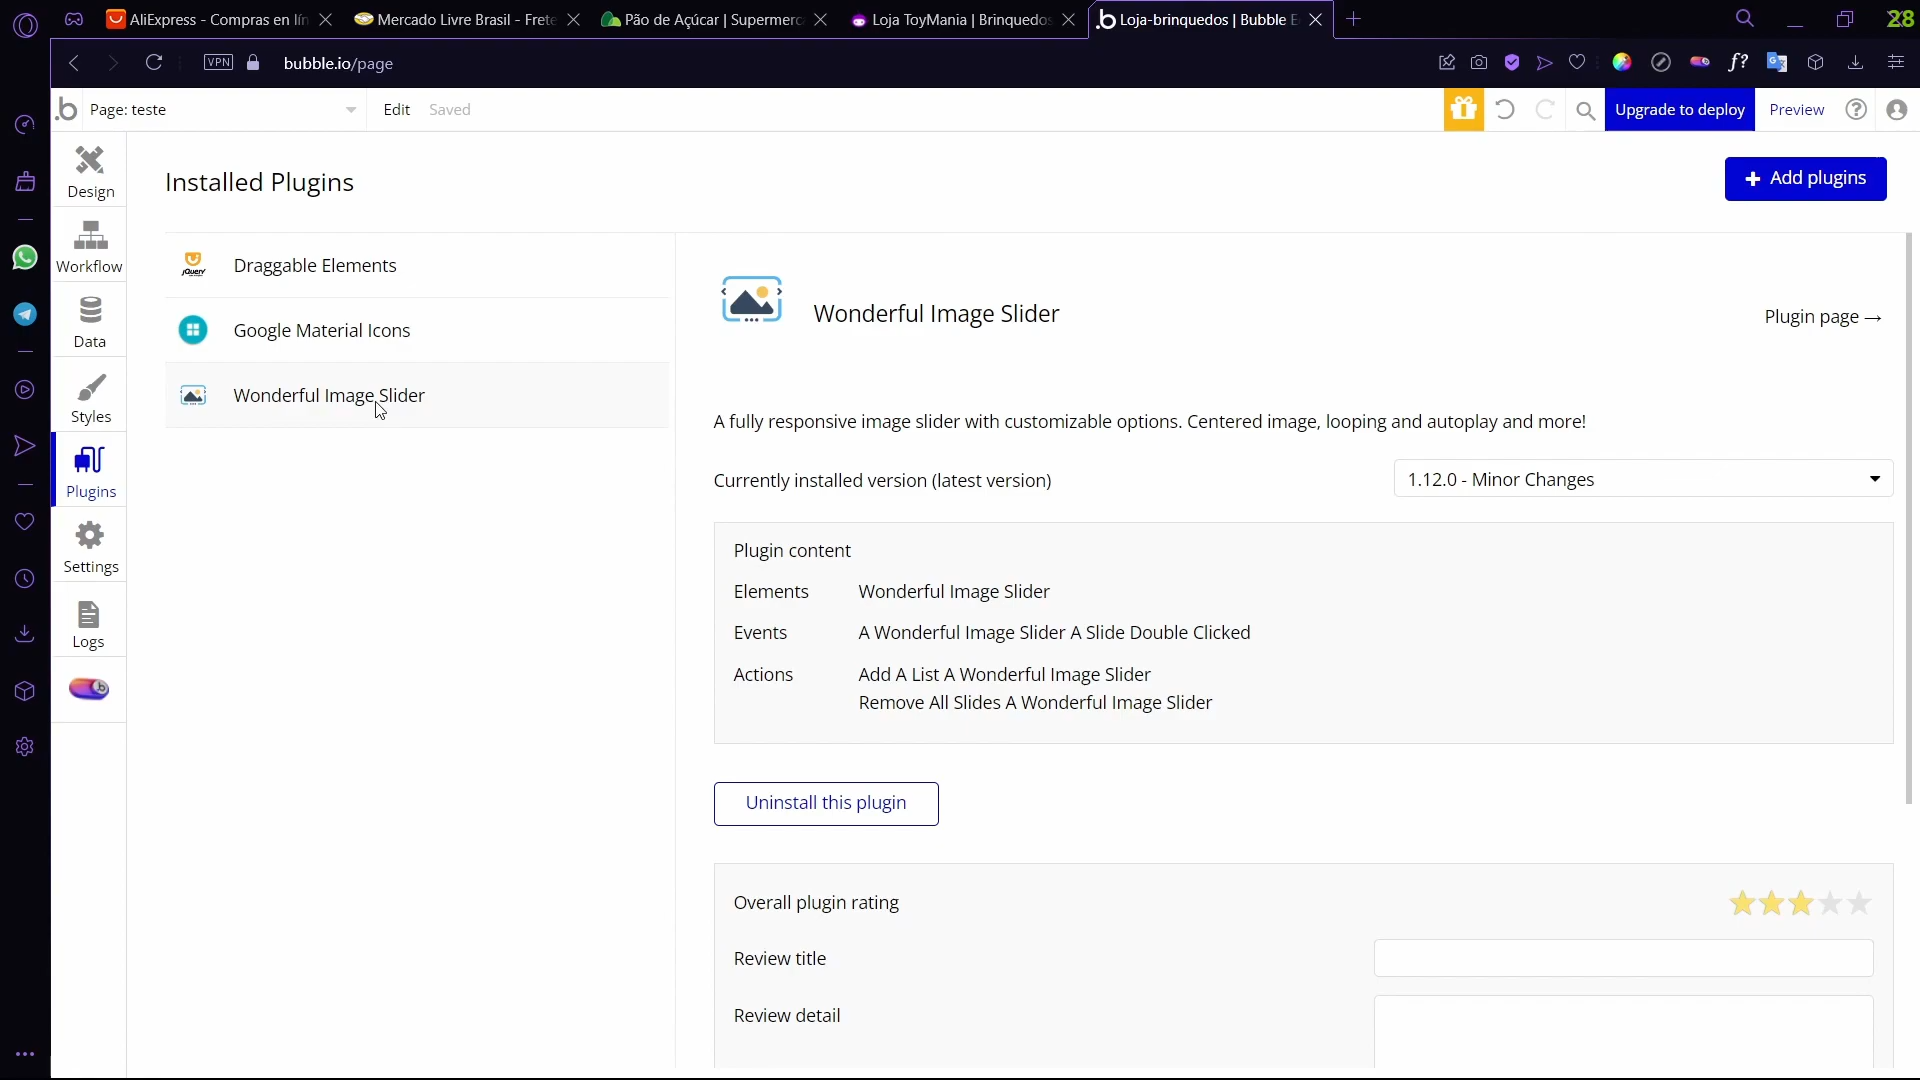 AliExpress - Compras en lín
Mercado Livre Brasil - Frete
Pão de Açúcar | Supermerc
Loja ToyMania | Brinquedos
Loja-brinquedos | Bubble E
28
VPN
bubble.io/page
f?
Page: teste
Edit
Saved
Upgrade to deploy
Preview
Design
Workflow
Data
Styles
Plugins
Settings
Logs
Installed Plugins
Add plugins
jQuery
Draggable Elements
Google Material Icons
Wonderful Image Slider
Wonderful Image Slider
Plugin page →
A fully responsive image slider with customizable options. Centered image, looping and autoplay and more!
Currently installed version (latest version)
1.12.0 - Minor Changes
Plugin content
Elements
Wonderful Image Slider
Events
A Wonderful Image Slider A Slide Double Clicked
Actions
Add A List A Wonderful Image Slider
Remove All Slides A Wonderful Image Slider
Uninstall this plugin
Overall plugin rating
Review title
Review detail